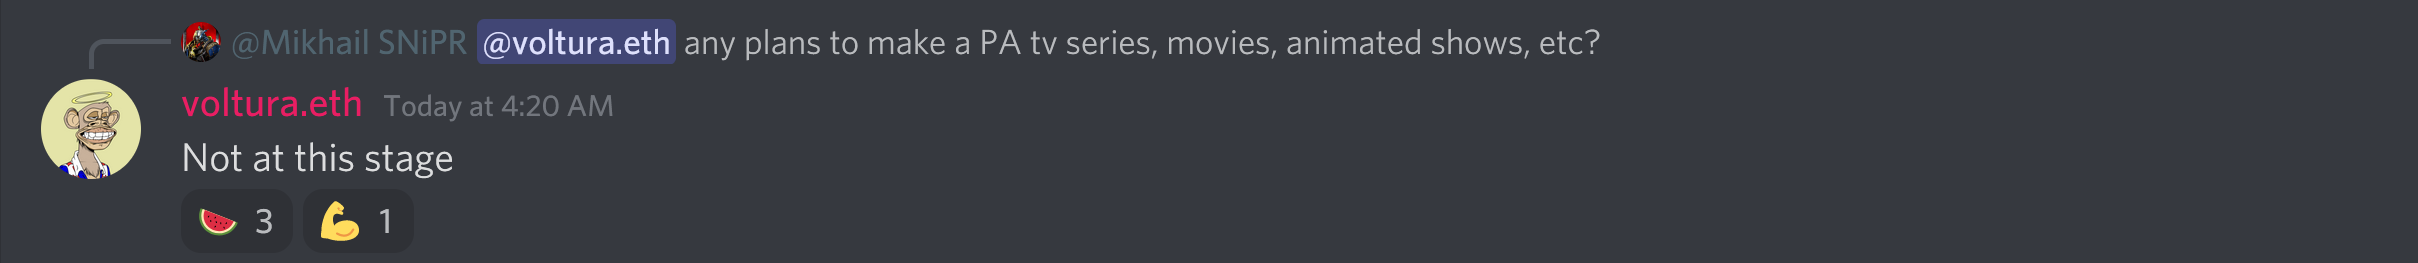 @Mikhail SNiPR @voltura.eth any plans to make a PA tv series, movies, animated shows, etc?
voltura.eth Today at 4:20 AM
Not at this stage
🍉 3 💪 1